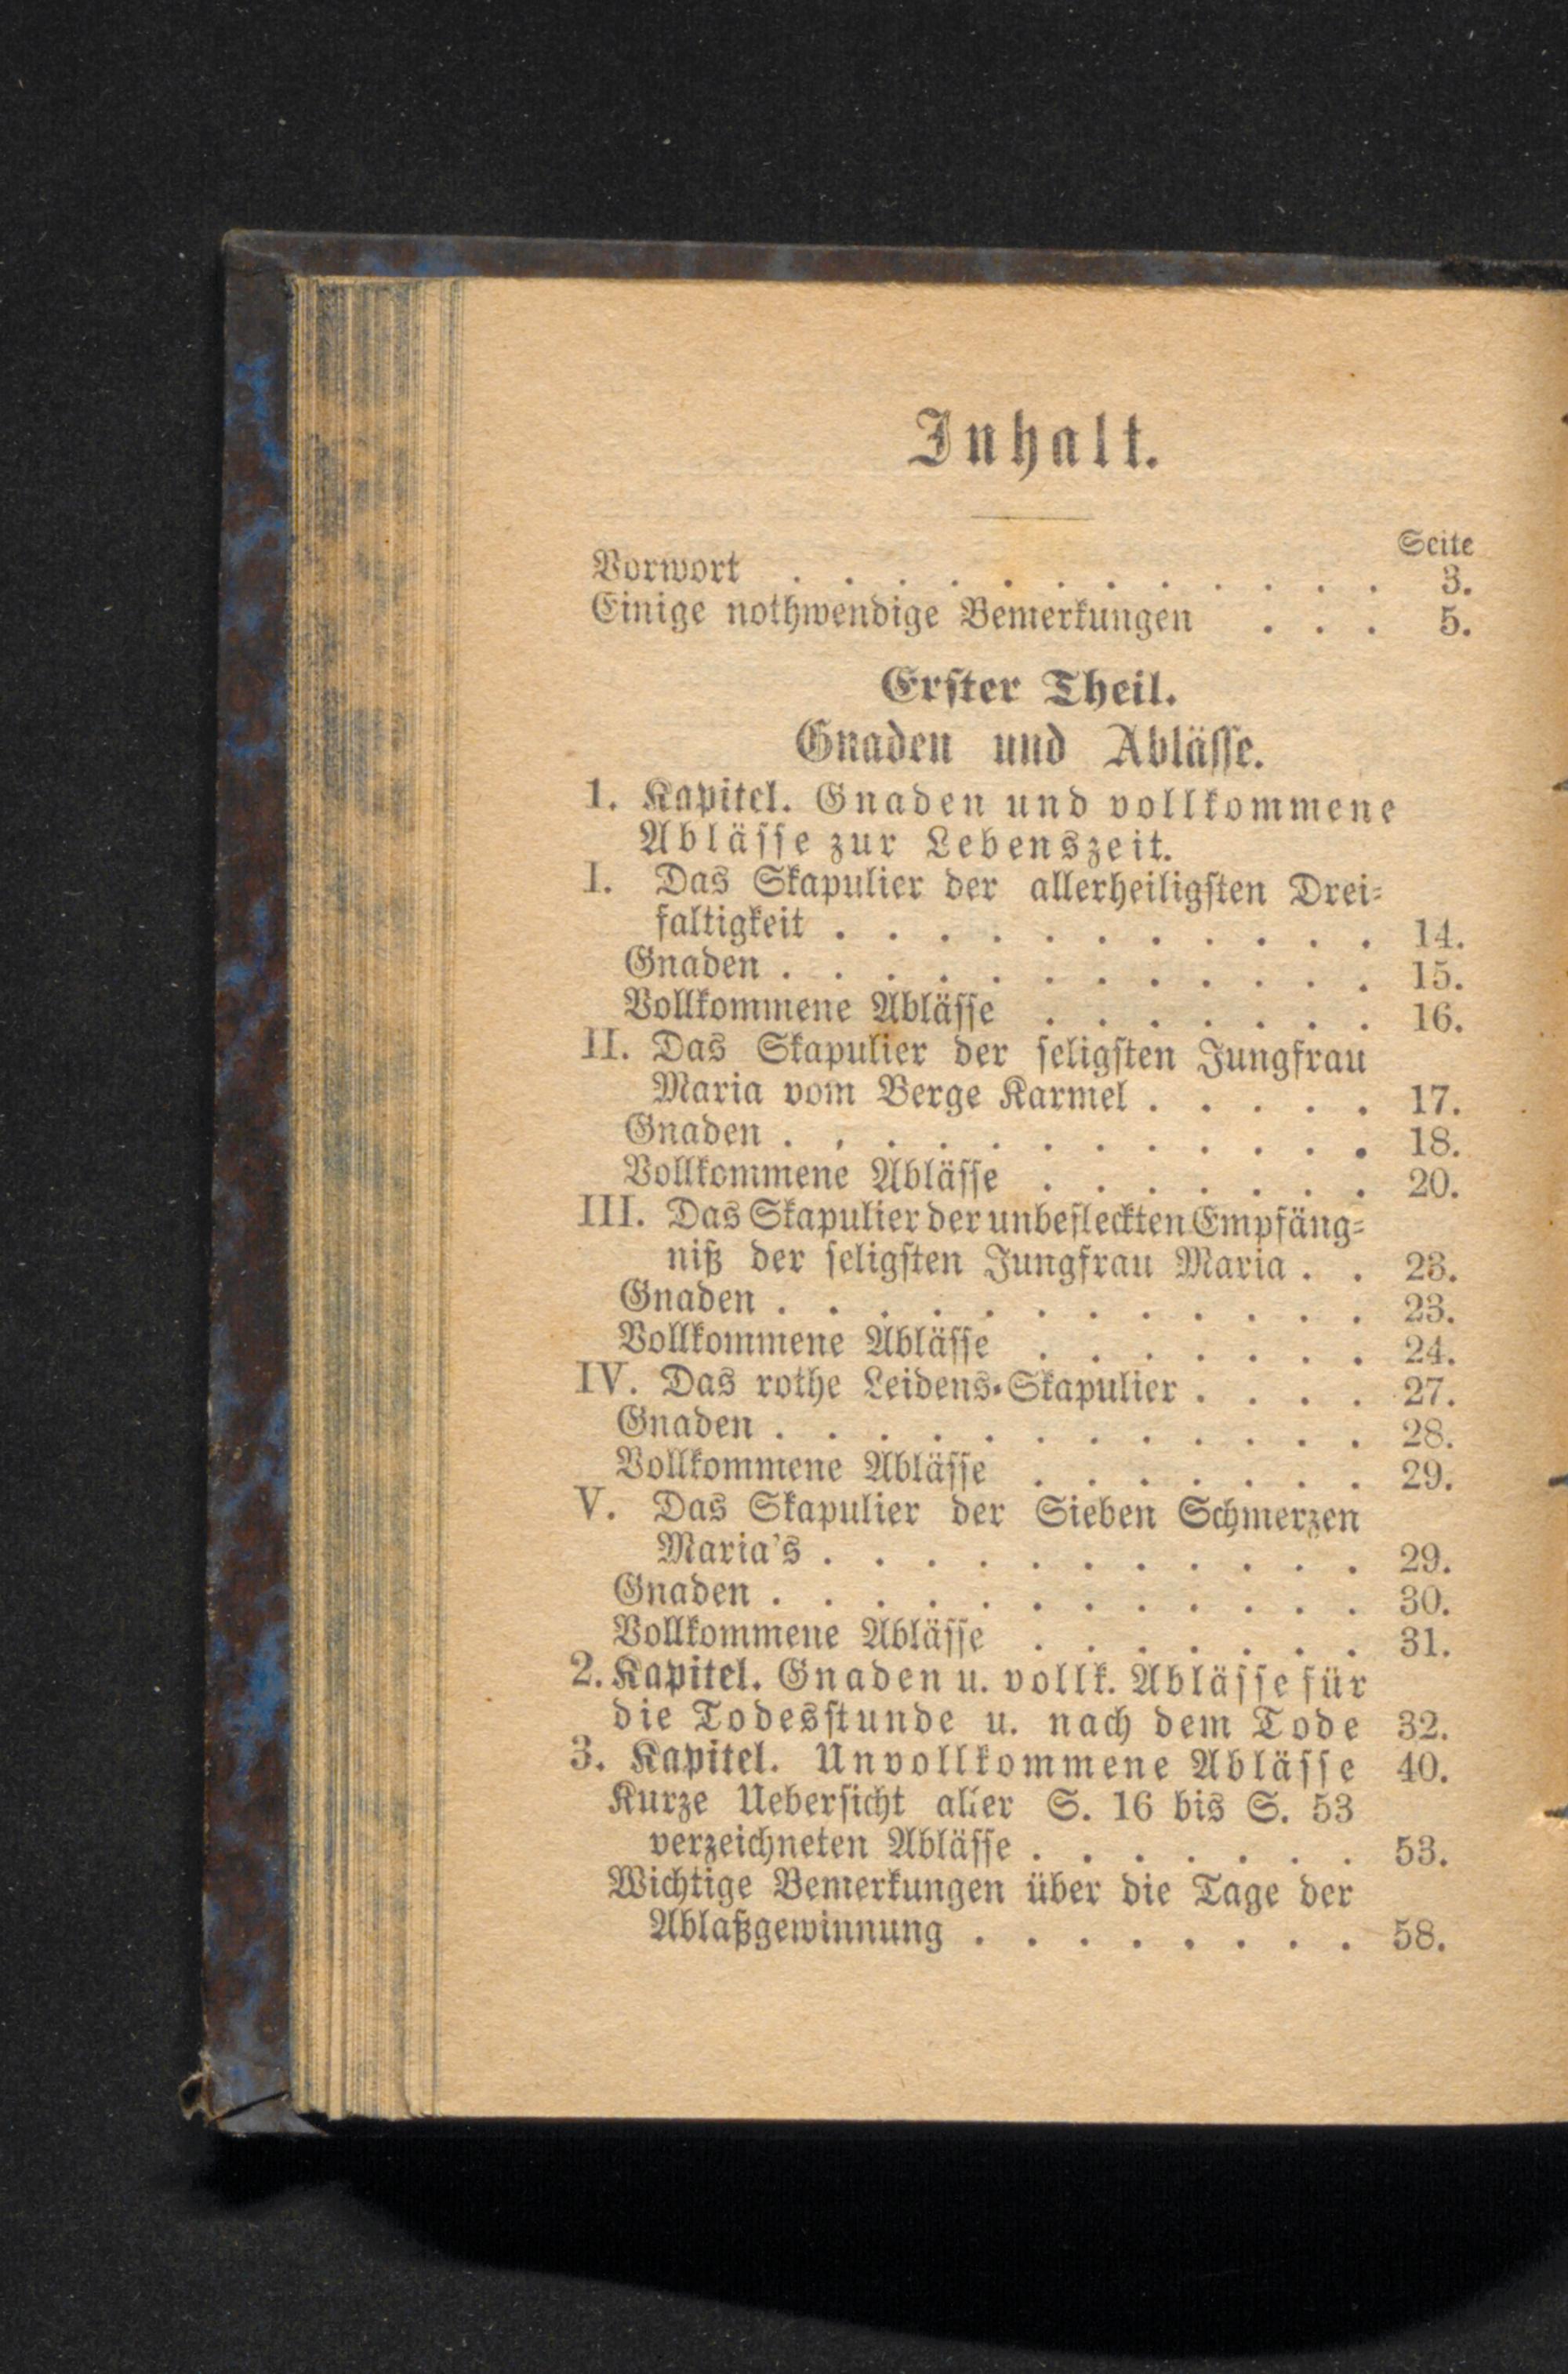 Inhalt.
Seite
Vorwort . . . . . . . . . . . . 3.
Einige nothwendige Bemerkungen . . . 5.
Erster Theil.
Gnaden und Ablässe.
1. Kapitel. Gnaden und vollkommene
Ablässe zur Lebenszeit.
I. Das Skapulier der allerheiligsten Drei-
faltigkeit . . . . . . . . . . . 14.
Gnaden . . . . . . . . . . . . 15.
Vollkommene Ablässe . . . . . . . 16.
II. Das Skapulier der seligsten Jungfrau
Maria vom Berge Karmel . . . . . 17.
Gnaden . . . . . . . . . . . . 18.
Vollkommene Ablässe . . . . . . . 20.
III. Das Skapulier der unbefleckten Empfäng-
niß der seligsten Jungfrau Maria . . 23.
Gnaden . . . . . . . . . . . . 23.
Vollkommene Ablässe . . . . . . . 24.
IV. Das rothe Leidens-Skapulier . . . . 27.
Gnaden . . . . . . . . . . . . 28.
Vollkommene Ablässe . . . . . . . 29.
V. Das Skapulier der Sieben Schmerzen
Maria's . . . . . . . . . . . 29.
Gnaden . . . . . . . . . . . . 30.
Vollkommene Ablässe . . . . . . . 31.
2. Kapitel. Gnaden u. vollk. Ablässe für
die Todesstunde u. nach dem Tode 32.
3. Kapitel. Unvollkommene Ablässe 40.
Kurze Uebersicht aller S. 16 bis S. 53
verzeichneten Ablässe . . . . . . . 53.
Wichtige Bemerkungen über die Tage der
Ablaßgewinnung . . . . . . . . 58.